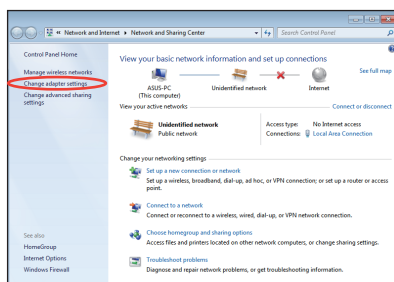 « Network and Internet ▸ Network and Sharing Center
Search Control Panel
Control Panel Home
Manage wireless networks
Change adapter settings
Change advanced sharing
settings
See also
HomeGroup
Internet Options
Windows Firewall
View your basic network information and set up connections
See full map
ASUS-PC
(This computer)
Unidentified network
Internet
View your active networks
Connect or disconnect
Unidentified network
Public network
Access type: No Internet access
Connections: Local Area Connection
Change your networking settings
Set up a new connection or network
Set up a wireless, broadband, dial-up, ad hoc, or VPN connection; or set up a router or access
point.
Connect to a network
Connect or reconnect to a wireless, wired, dial-up, or VPN network connection.
Choose homegroup and sharing options
Access files and printers located on other network computers, or change sharing settings.
Troubleshoot problems
Diagnose and repair network problems, or get troubleshooting information.